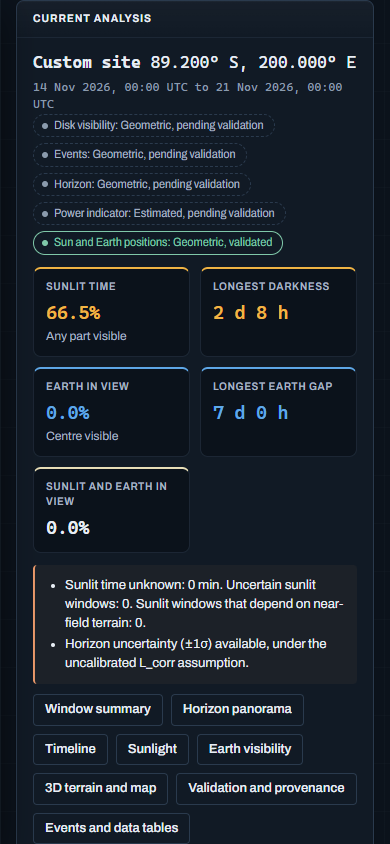 CURRENT ANALYSIS
Custom site 89.200° S, 200.000° E
14 Nov 2026, 00:00 UTC to 21 Nov 2026, 00:00
UTC
Disk visibility: Geometric, pending validation
Events: Geometric, pending validation
Horizon: Geometric, pending validation
Power indicator: Estimated, pending validation
Sun and Earth positions: Geometric, validated
SUNLIT TIME
66.5%
Any part visible
LONGEST DARKNESS
2 d 8 h
EARTH IN VIEW
0.0%
Centre visible
LONGEST EARTH GAP
7 d 0 h
SUNLIT AND EARTH IN
VIEW
0.0%
Sunlit time unknown: 0 min. Uncertain sunlit
windows: 0. Sunlit windows that depend on near-
field terrain: 0.
Horizon uncertainty (±1σ) available, under the
uncalibrated L_corr assumption.
Window summary
Horizon panorama
Timeline
Sunlight
Earth visibility
3D terrain and map
Validation and provenance
Events and data tables